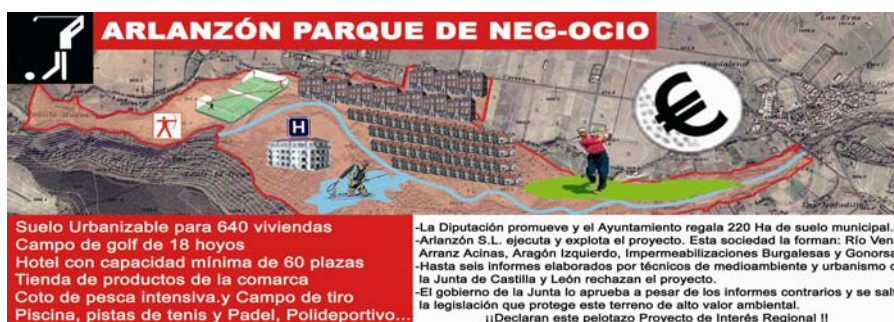 ARLANZÓN PARQUE DE NEG-OCIO
Las Eras
H
€
Suelo Urbanizable para 640 viviendas
Campo de golf de 18 hoyos
Hotel con capacidad mínima de 60 plazas
Tienda de productos de la comarca
Coto de pesca intensiva.y Campo de tiro
Piscina, pistas de tenis y Padel, Polideportivo...
-La Diputación promueve y el Ayuntamiento regala 220 Ha de suelo municipal.
-Arlanzón S.L. ejecuta y explota el proyecto. Esta sociedad la forman: Río Ven
Arranz Acinas, Aragón Izquierdo, Impermeabilizaciones Burgalesas y Gonorsa
-Hasta seis informes elaborados por técnicos de medioambiente y urbanismo d
la Junta de Castilla y León rechazan el proyecto.
-El gobierno de la Junta lo aprueba a pesar de los informes contrarios y se salt
la legislación que protege este terreno de alto valor ambiental.
¡¡Declaran este pelotazo Proyecto de Interés Regional !!